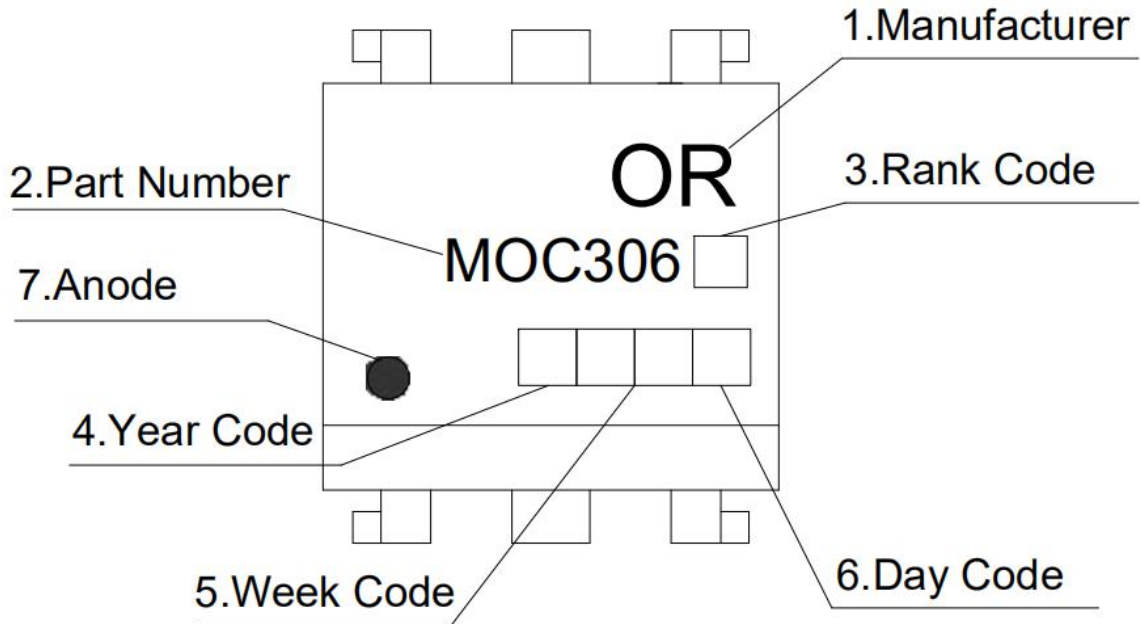 1.Manufacturer
OR
2.Part Number
3.Rank Code
MOC306
7.Anode
4.Year Code
5.Week Code
6.Day Code